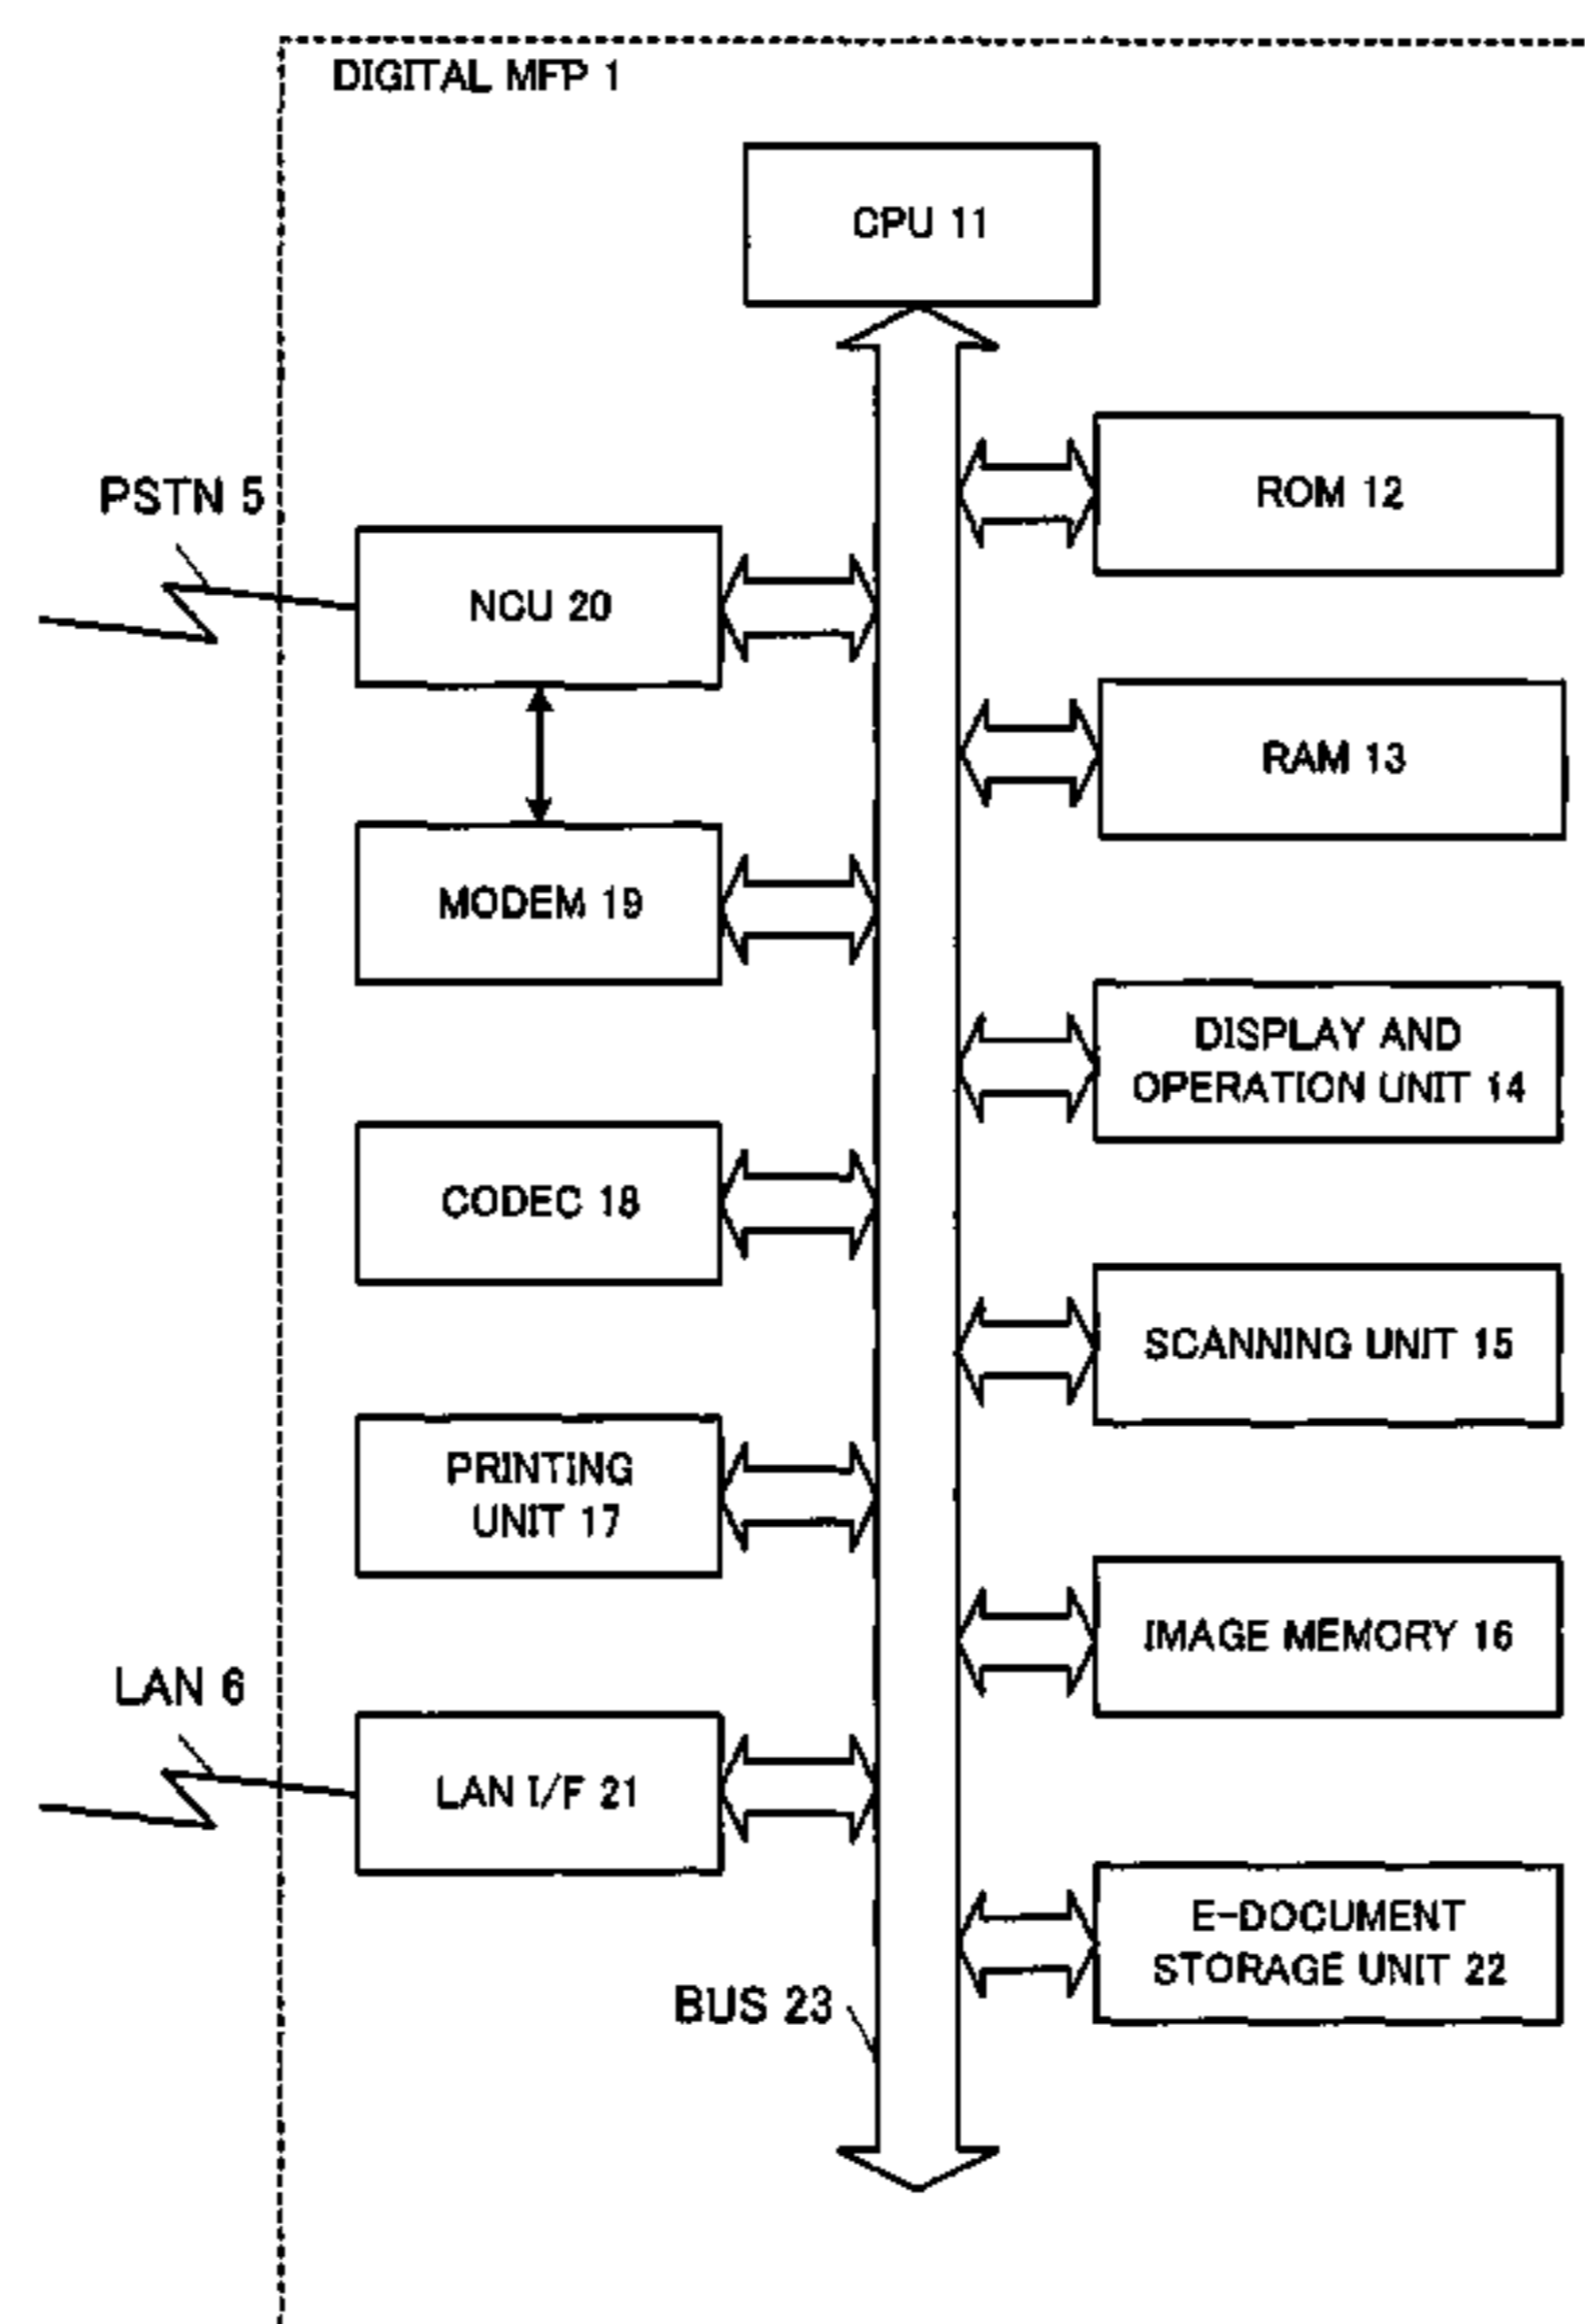 DIGITAL MFP 1
CPU 11
PSTN 5
NCU 20
ROM 12
RAM 13
MODEM 19
DISPLAY AND
OPERATION UNIT 14
CODEC 18
SCANNING UNIT 15
PRINTING
UNIT 17
IMAGE MEMORY 16
LAN 6
LAN I/F 21
E-DOCUMENT
STORAGE UNIT 22
BUS 23